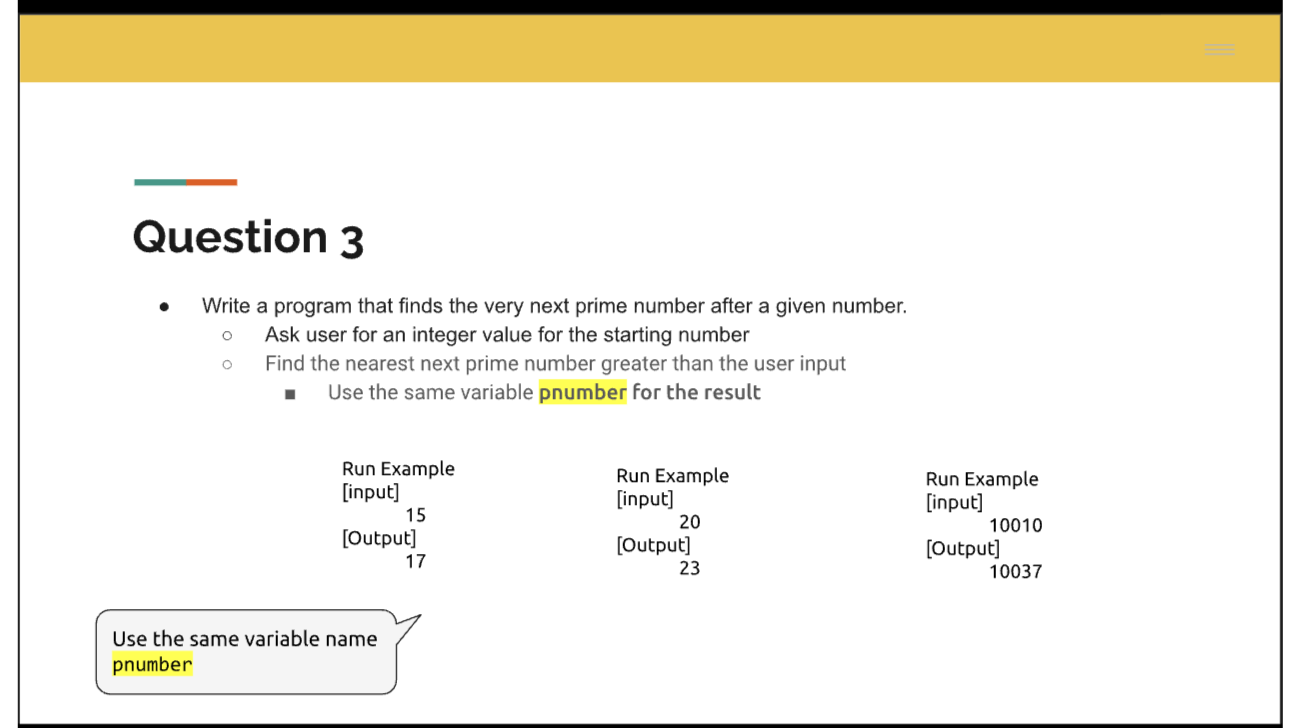 Question 3
● Write a program that finds the very next prime number after a given number.
○ Ask user for an integer value for the starting number
○ Find the nearest next prime number greater than the user input
■ Use the same variable pnumber for the result
Run Example
[input]
15
[Output]
17
Run Example
[input]
20
[Output]
23
Run Example
[input]
10010
[Output]
10037
Use the same variable name
pnumber